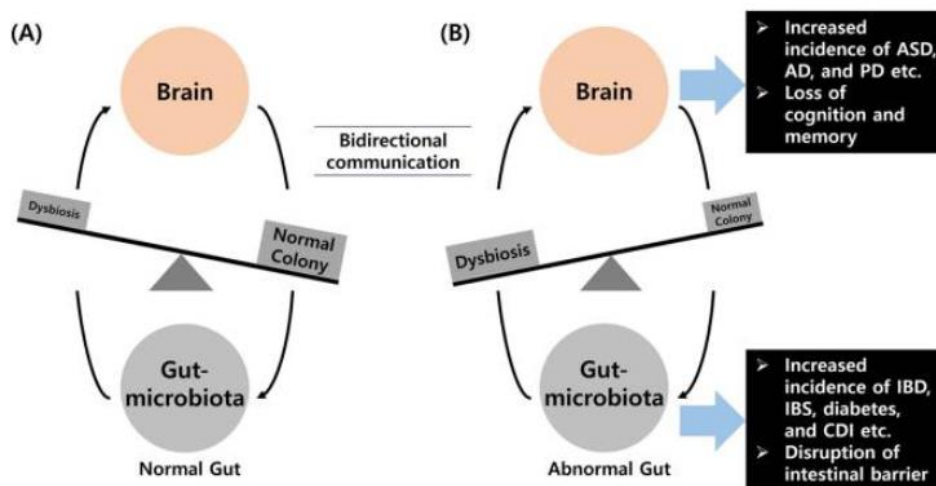 (A)
Brain
Dysbiosis
Normal
Colony
Gut-
microbiota
Normal Gut
Bidirectional
communication
(B)
Brain
Dysbiosis
Normal
Colony
Gut-
microbiota
Abnormal Gut
➢ Increased
incidence of ASD,
AD, and PD etc.
➢ Loss of
cognition and
memory
➢ Increased
incidence of IBD,
IBS, diabetes,
and CDI etc.
➢ Disruption of
intestinal barrier